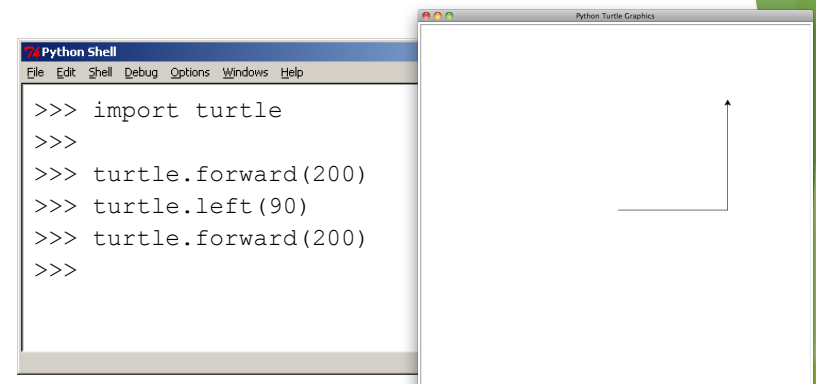 Python Turtle Graphics
7% Python Shell
File Edit Shell Debug Options Windows Help
>>> import turtle
>>>
>>> turtle.forward(200)
>>> turtle.left(90)
>>> turtle.forward(200)
>>>